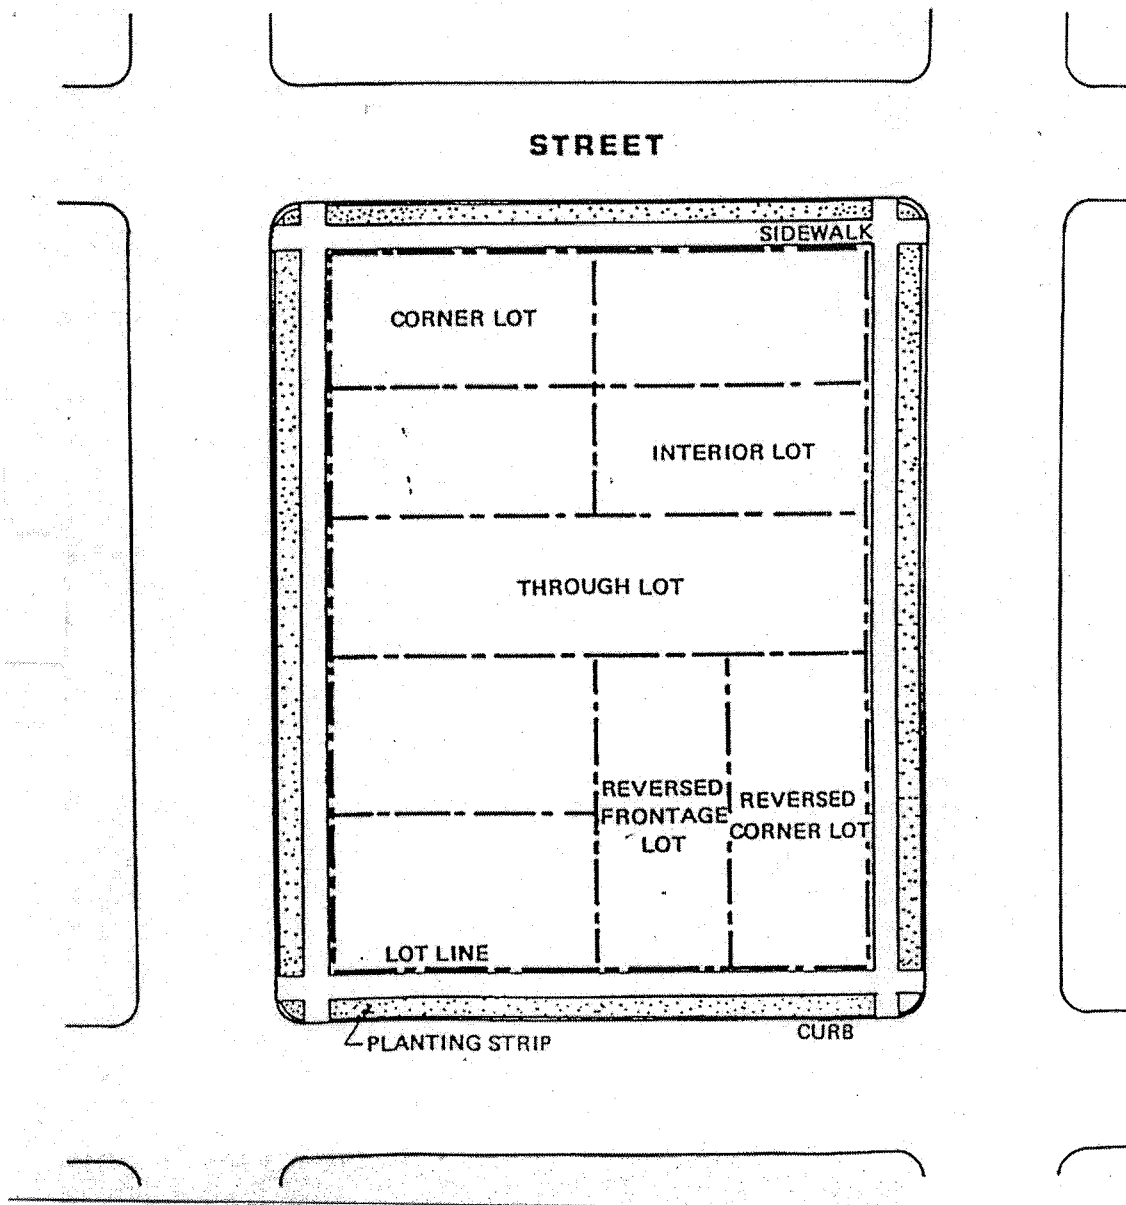 STREET
SIDEWALK
CORNER LOT
INTERIOR LOT
THROUGH LOT
REVERSED
FRONTAGE
LOT
REVERSED
CORNER LOT
LOT LINE
PLANTING STRIP
CURB